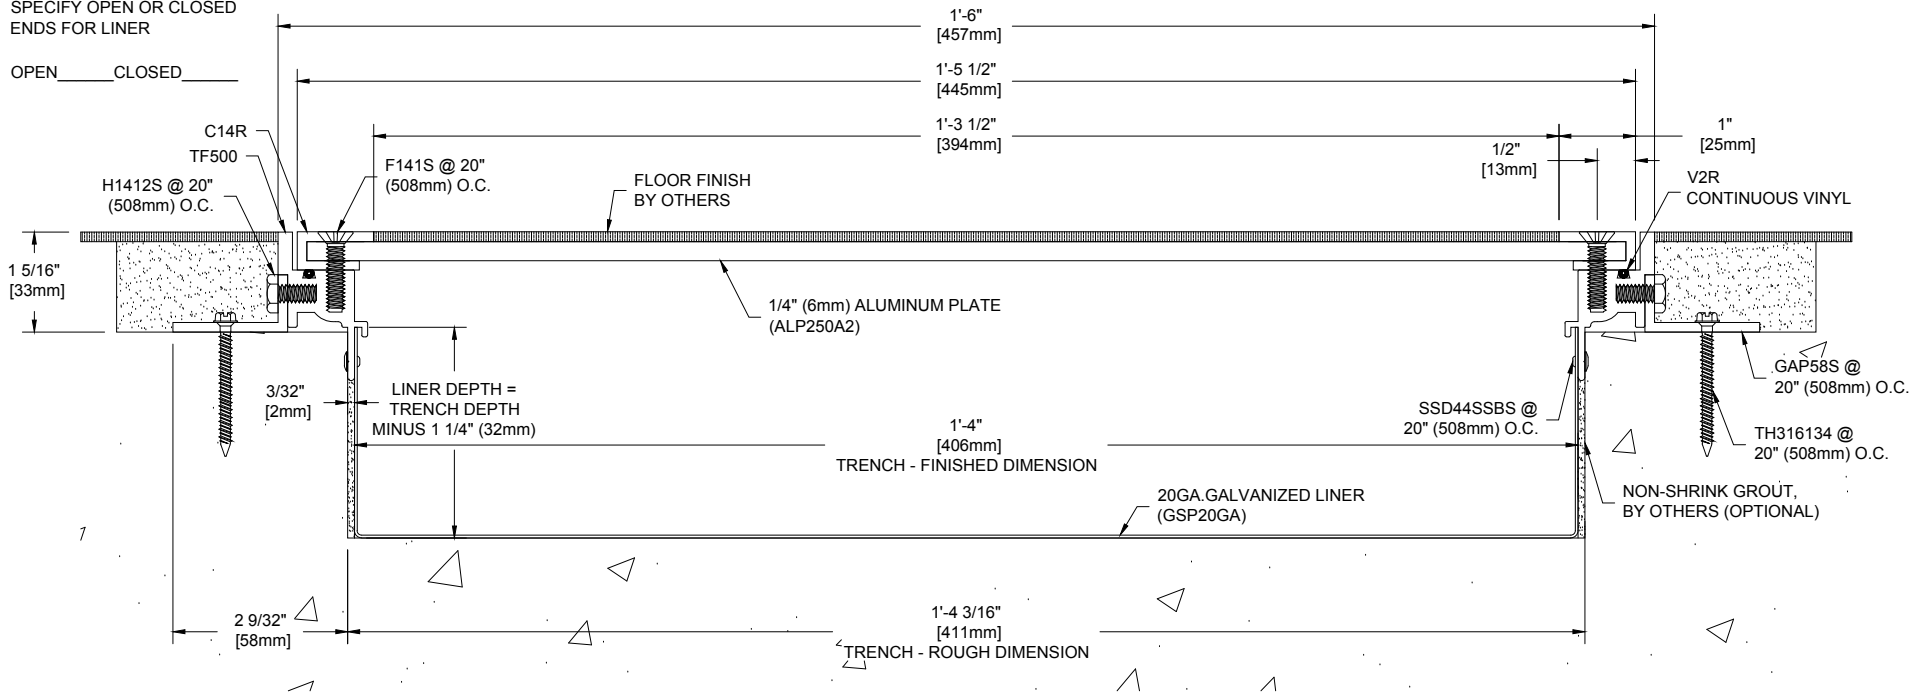 SPECIFY OPEN OR CLOSED
ENDS FOR LINER
OPEN______CLOSED______
1'-6"
[457mm]
1'-5 1/2"
[445mm]
1'-3 1/2"
[394mm]
1"
[25mm]
1/2"
[13mm]
C14R
TF500
H1412S @ 20"
(508mm) O.C.
F141S @ 20"
(508mm) O.C.
FLOOR FINISH
BY OTHERS
V2R
CONTINUOUS VINYL
1 5/16"
[33mm]
1/4" (6mm) ALUMINUM PLATE
(ALP250A2)
3/32"
[2mm]
LINER DEPTH =
TRENCH DEPTH
MINUS 1 1/4" (32mm)
1'-4"
[406mm]
TRENCH - FINISHED DIMENSION
SSD44SSBS @
20" (508mm) O.C.
GAP58S @
20" (508mm) O.C.
TH316134 @
20" (508mm) O.C.
20GA.GALVANIZED LINER
(GSP20GA)
NON-SHRINK GROUT,
BY OTHERS (OPTIONAL)
2 9/32"
[58mm]
1'-4 3/16"
[411mm]
TRENCH - ROUGH DIMENSION